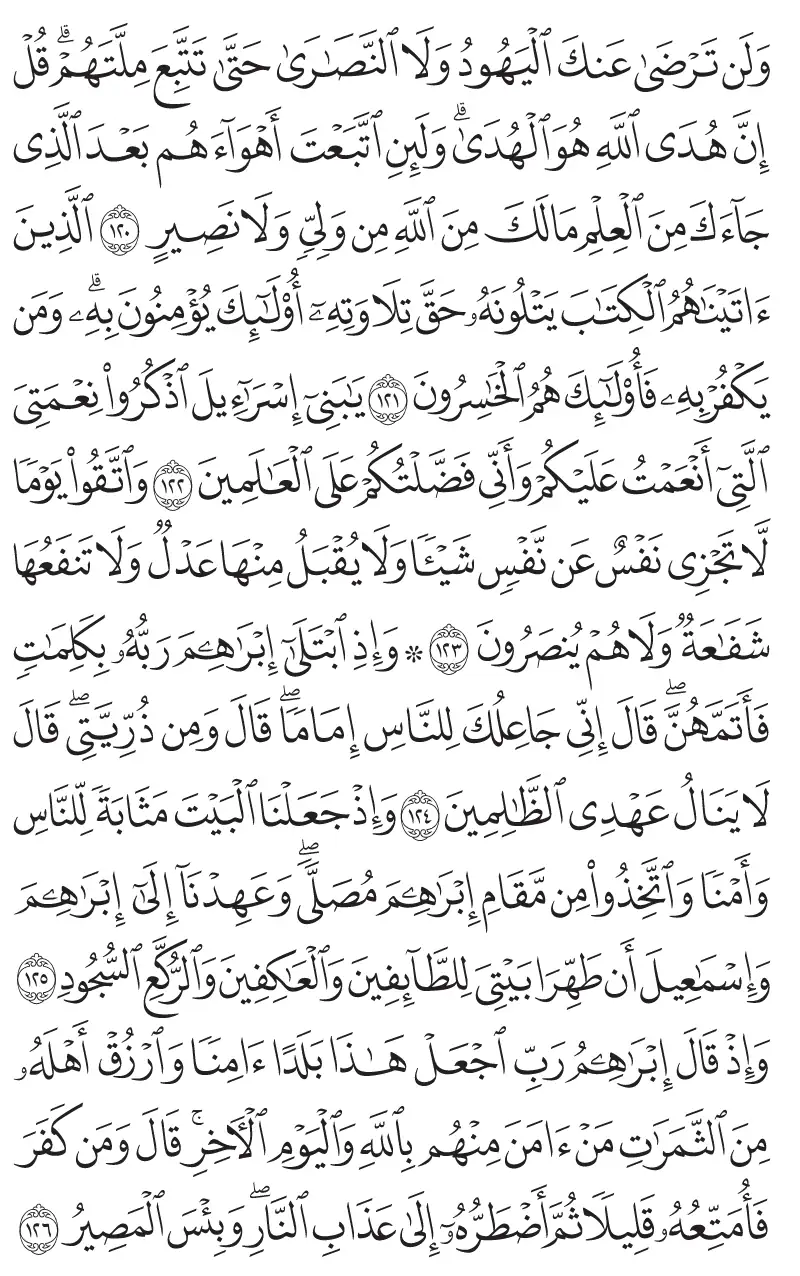 وَلَن تَرْضَىٰ عَنكَ ٱلْيَهُودُ وَلَا ٱلنَّصَـٰرَىٰ حَتَّىٰ تَتَّبِعَ مِلَّتَهُمْ ۗ قُلْ
إِنَّ هُدَى ٱللَّهِ هُوَ ٱلْهُدَىٰ ۗ وَلَئِنِ ٱتَّبَعْتَ أَهْوَآءَهُم بَعْدَ ٱلَّذِى
جَآءَكَ مِنَ ٱلْعِلْمِ مَا لَكَ مِنَ ٱللَّهِ مِن وَلِىٍّ وَلَا نَصِيرٍ ١٢٠ ٱلَّذِينَ
ءَاتَيْنَـٰهُمُ ٱلْكِتَـٰبَ يَتْلُونَهُۥ حَقَّ تِلَاوَتِهِۦٓ أُو۟لَـٰٓئِكَ يُؤْمِنُونَ بِهِۦ ۗ وَمَن
يَكْفُرْ بِهِۦ فَأُو۟لَـٰٓئِكَ هُمُ ٱلْخَـٰسِرُونَ ١٢١ يَـٰبَنِىٓ إِسْرَٰٓءِيلَ ٱذْكُرُوا۟ نِعْمَتِىَ
ٱلَّتِىٓ أَنْعَمْتُ عَلَيْكُمْ وَأَنِّى فَضَّلْتُكُمْ عَلَى ٱلْعَـٰلَمِينَ ١٢٢ وَٱتَّقُوا۟ يَوْمًا
لَّا تَجْزِى نَفْسٌ عَن نَّفْسٍ شَيْـًٔا وَلَا يُقْبَلُ مِنْهَا عَدْلٌ وَلَا تَنفَعُهَا
شَفَـٰعَةٌ وَلَا هُمْ يُنصَرُونَ ١٢٣ * وَإِذِ ٱبْتَلَىٰٓ إِبْرَٰهِـۧمَ رَبُّهُۥ بِكَلِمَـٰتٍ
فَأَتَمَّهُنَّ ۖ قَالَ إِنِّى جَاعِلُكَ لِلنَّاسِ إِمَامًا ۖ قَالَ وَمِن ذُرِّيَّتِى ۖ قَالَ
لَا يَنَالُ عَهْدِى ٱلظَّـٰلِمِينَ ١٢٤ وَإِذْ جَعَلْنَا ٱلْبَيْتَ مَثَابَةً لِّلنَّاسِ
وَأَمْنًا وَٱتَّخِذُوا۟ مِن مَّقَامِ إِبْرَٰهِـۧمَ مُصَلًّى ۖ وَعَهِدْنَآ إِلَىٰٓ إِبْرَٰهِـۧمَ
وَإِسْمَـٰعِيلَ أَن طَهِّرَا بَيْتِىَ لِلطَّآئِفِينَ وَٱلْعَـٰكِفِينَ وَٱلرُّكَّعِ ٱلسُّجُودِ ١٢٥
وَإِذْ قَالَ إِبْرَٰهِـۧمُ رَبِّ ٱجْعَلْ هَـٰذَا بَلَدًا ءَامِنًا وَٱرْزُقْ أَهْلَهُۥ
مِنَ ٱلثَّمَرَٰتِ مَنْ ءَامَنَ مِنْهُم بِٱللَّهِ وَٱلْيَوْمِ ٱلْـَٔاخِرِ ۚ قَالَ وَمَن كَفَرَ
فَأُمَتِّعُهُۥ قَلِيلًا ثُمَّ أَضْطَرُّهُۥٓ إِلَىٰ عَذَابِ ٱلنَّارِ ۖ وَبِئْسَ ٱلْمَصِيرُ ١٢٦